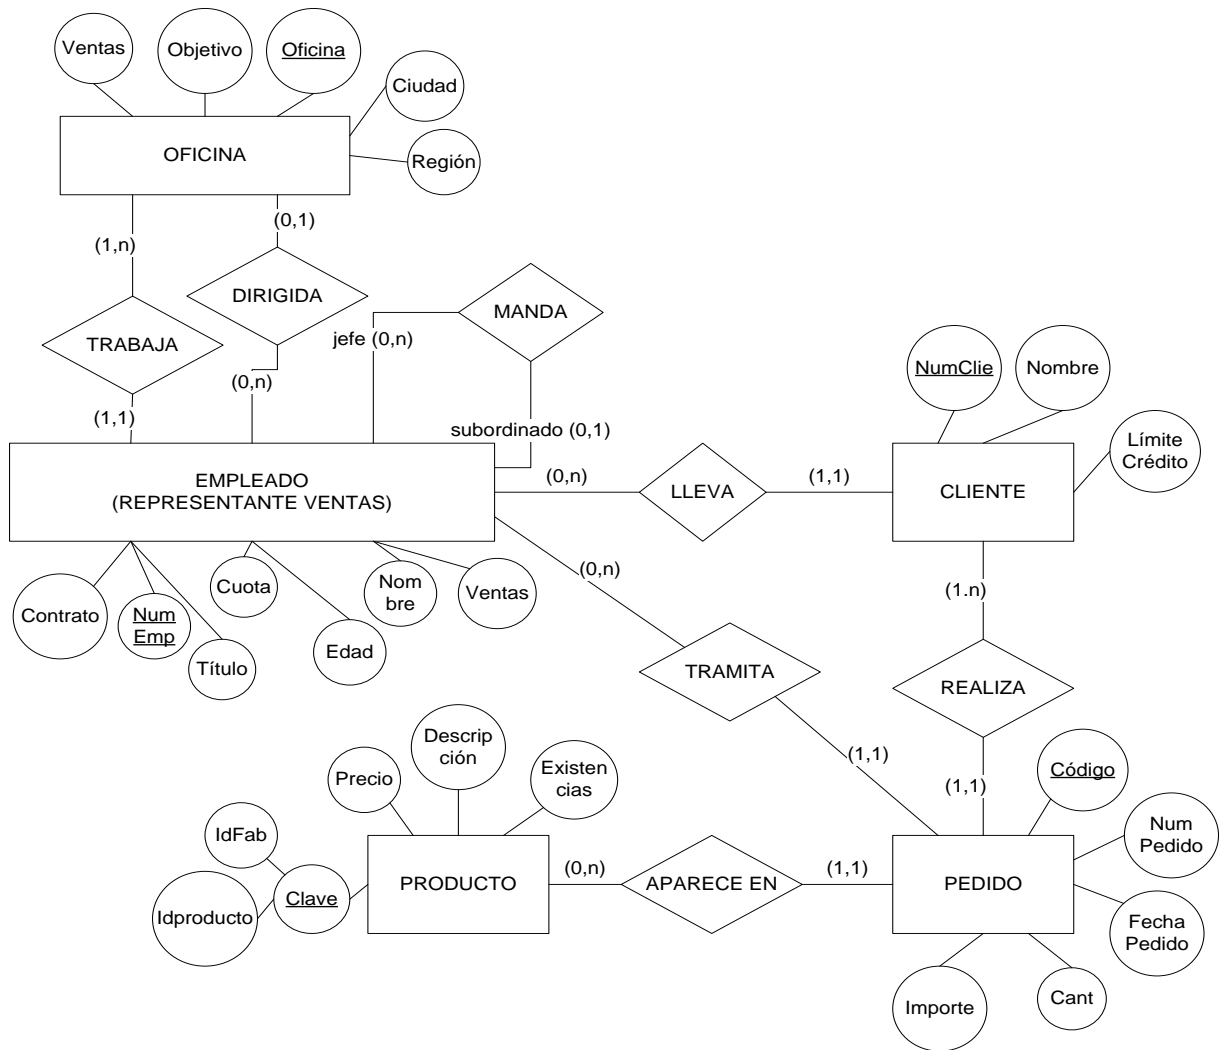 Ventas
Objetivo
Oficina
Ciudad
OFICINA
Región
(0,1)
(1,n)
DIRIGIDA
MANDA
TRABAJA
jefe (0,n)
(0,n)
NumClie
Nombre
(1,1)
subordinado (0,1)
Límite
Crédito
EMPLEADO
(REPRESENTANTE VENTAS)
(0,n)
LLEVA
(1,1)
CLIENTE
(0,n)
Cuota
Nom
bre
Ventas
(1.n)
Contrato
Num
Emp
Edad
Título
TRAMITA
REALIZA
Descrip
ción
Precio
Existen
cias
(1,1)
(1,1)
Código
IdFab
Num
Pedido
(0,n)
(1,1)
PRODUCTO
APARECE EN
PEDIDO
Idproducto
Clave
Fecha
Pedido
Importe
Cant